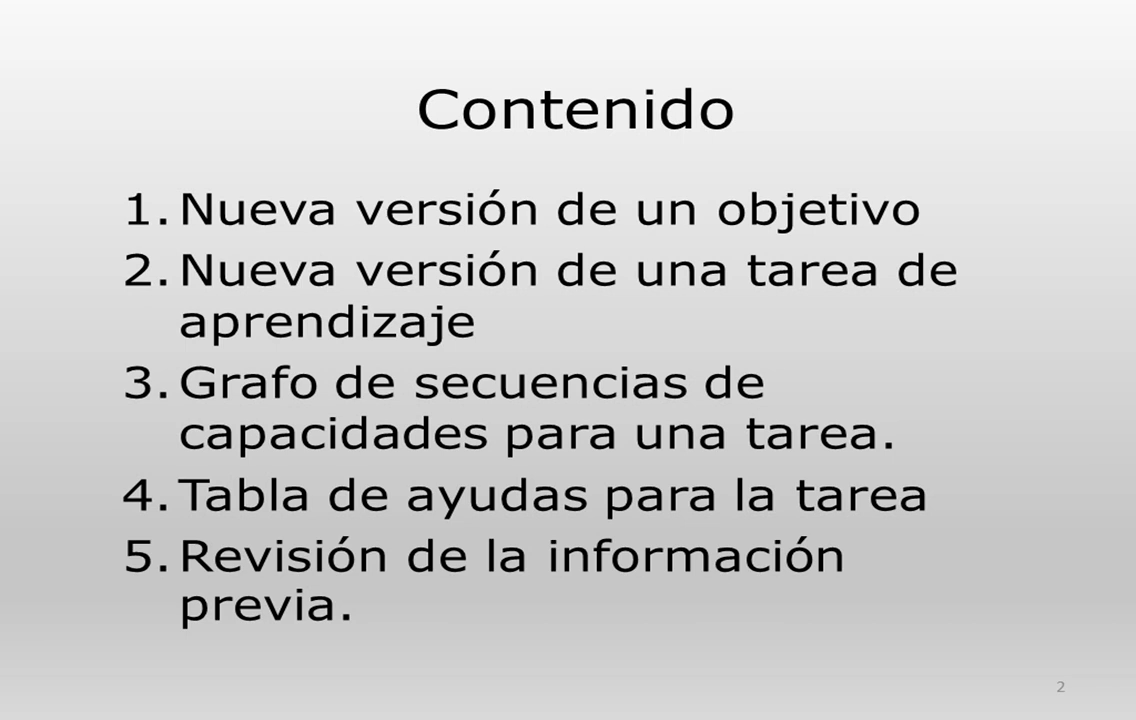 Contenido
1. Nueva versión de un objetivo
2. Nueva versión de una tarea de
aprendizaje
3. Grafo de secuencias de
capacidades para una tarea.
4. Tabla de ayudas para la tarea
5. Revisión de la información
previa.
2